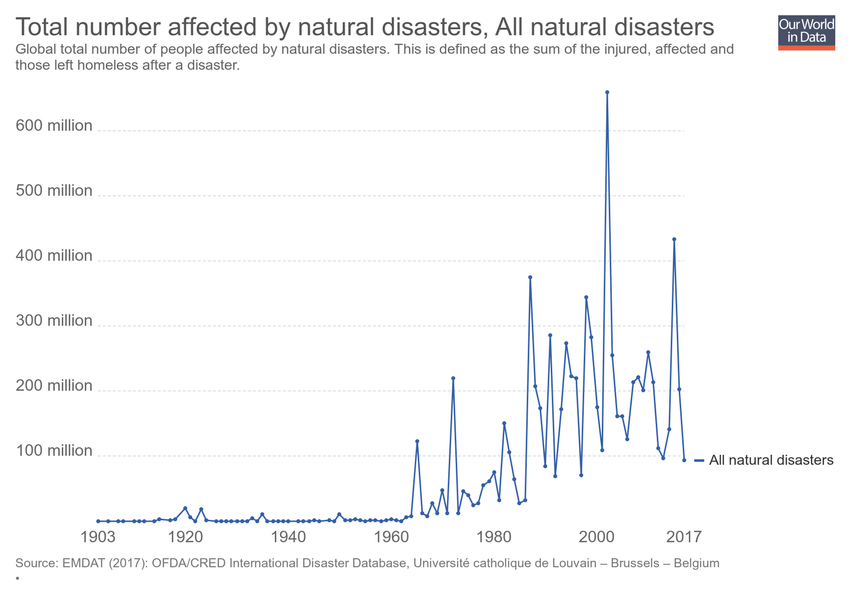 Total number affected by natural disasters, All natural disasters
Our World
in Data
Global total number of people affected by natural disasters. This is defined as the sum of the injured, affected and
those left homeless after a disaster.
600 million
500 million
400 million
300 million
200 million
100 million
All natural disasters
1903 1920 1940 1960 1980 2000 2017
Source: EMDAT (2017): OFDA/CRED International Disaster Database, Université catholique de Louvain – Brussels – Belgium
•